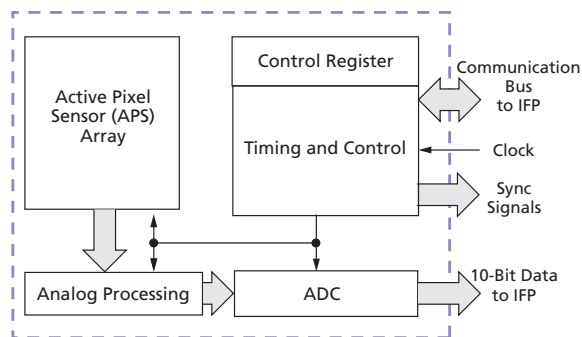 Active Pixel
Sensor (APS)
Array
Control Register
Timing and Control
Communication
Bus
to IFP
Clock
Sync
Signals
Analog Processing
ADC
10-Bit Data
to IFP